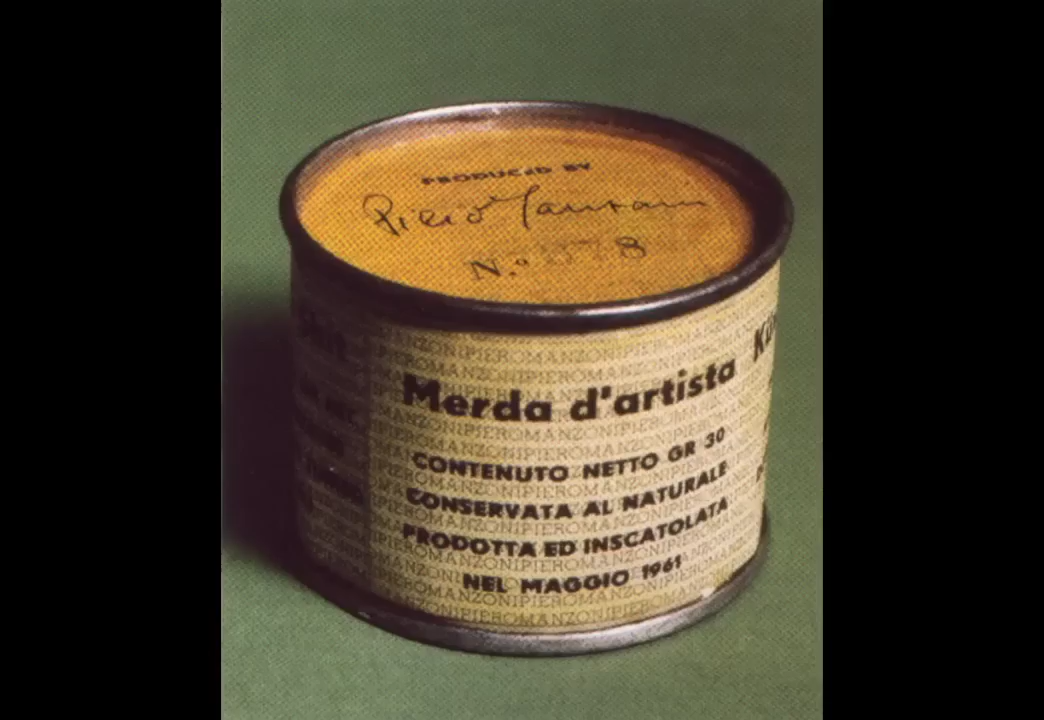 PRODUCED BY
Piero Manzoni
N.º 078
Merda d'artista
CONTENUTO NETTO GR 30
CONSERVATA AL NATURALE
PRODOTTA ED INSCATOLATA
NEL MAGGIO 1961
PIEROMANZONIPIEROMANZONI